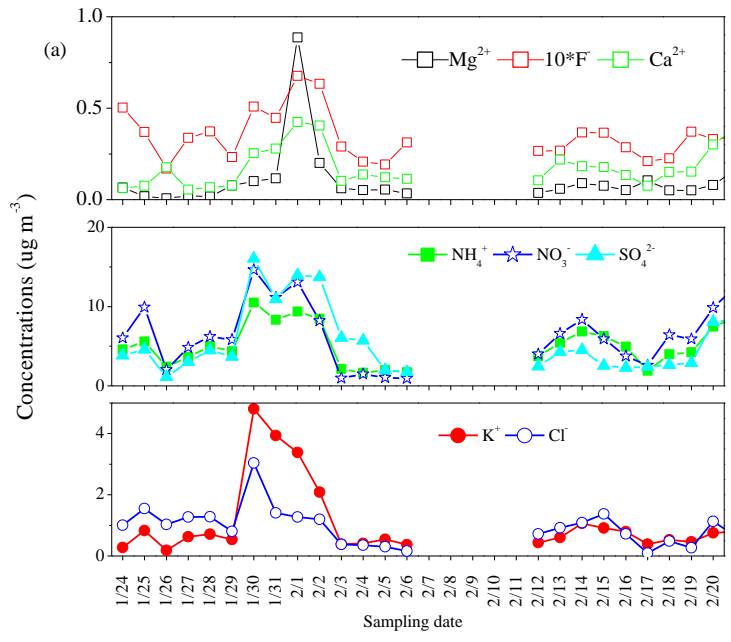 (a)
1.0
0.5
0.0
Mg²⁺ 10*F⁻ Ca²⁺
20
10
0
NH₄⁺ NO₃⁻ SO₄²⁻
4
2
0
K⁺ Cl⁻
Concentrations (ug m⁻³)
1/24 1/25 1/26 1/27 1/28 1/29 1/30 1/31 2/1 2/2 2/3 2/4 2/5 2/6 2/7 2/8 2/9 2/10 2/11 2/12 2/13 2/14 2/15 2/16 2/17 2/18 2/19 2/20
Sampling date